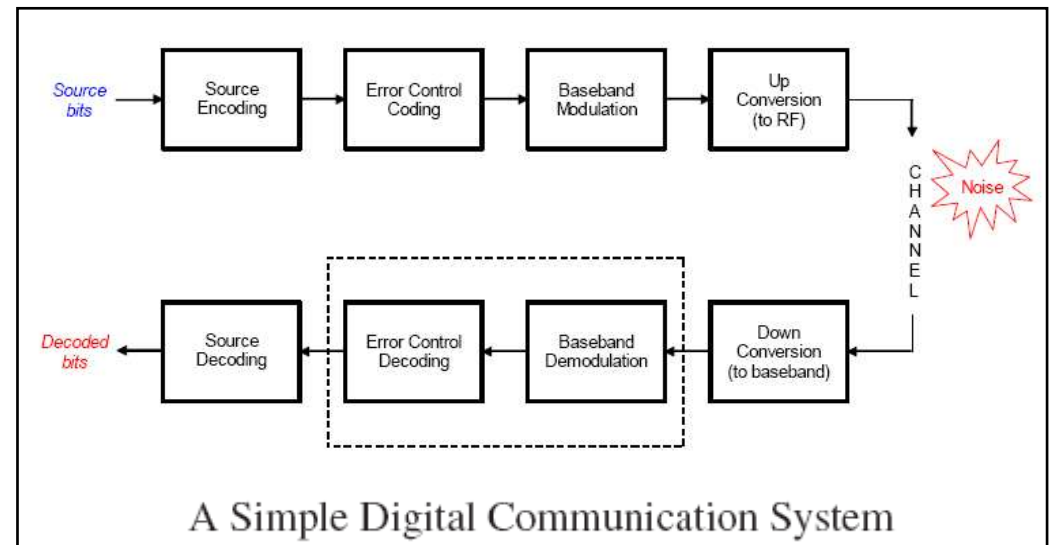 Source
bits
Source
Encoding
Error Control
Coding
Baseband
Modulation
Up
Conversion
(to RF)
CHANNEL
Noise
Decoded
bits
Source
Decoding
Error Control
Decoding
Baseband
Demodulation
Down
Conversion
(to baseband)
A Simple Digital Communication System